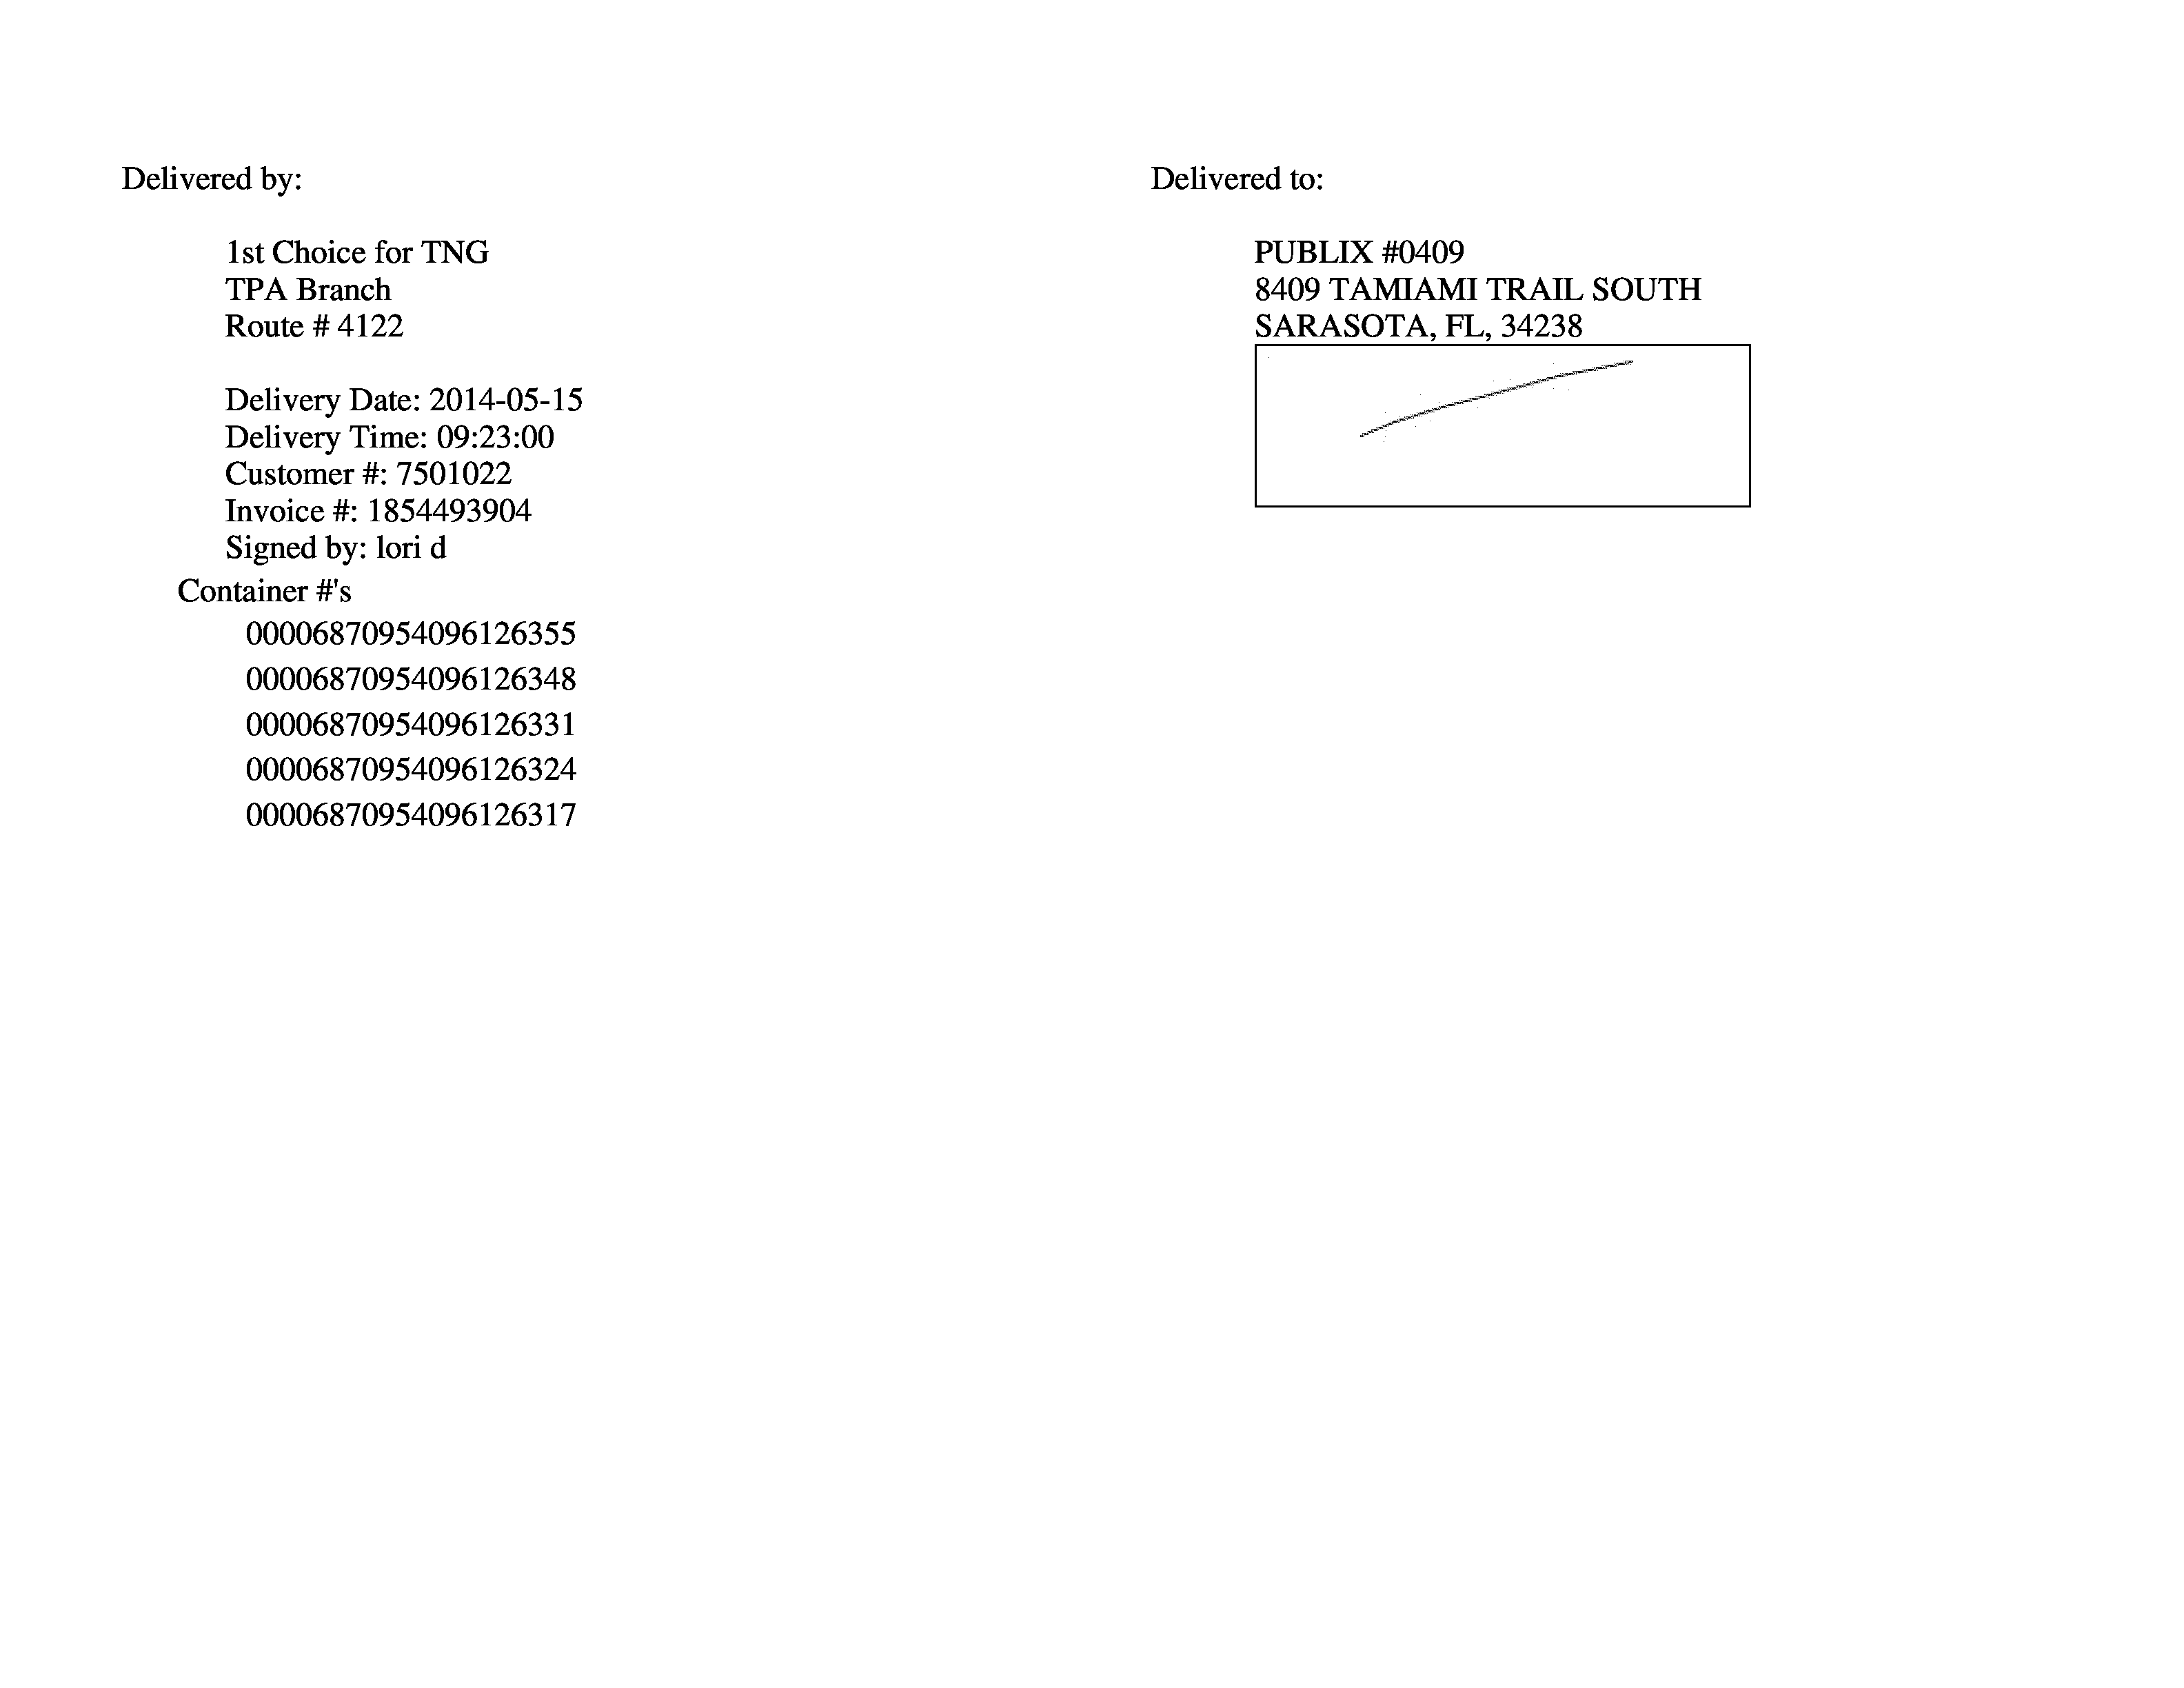 Delivered by:
1st Choice for TNG
TPA Branch
Route # 4122
Delivery Date: 2014-05-15
Delivery Time: 09:23:00
Customer #: 7501022
Invoice #: 1854493904
Signed by: lori d
Container #'s
00006870954096126355
00006870954096126348
00006870954096126331
00006870954096126324
00006870954096126317
Delivered to:
PUBLIX #0409
8409 TAMIAMI TRAIL SOUTH
SARASOTA, FL, 34238